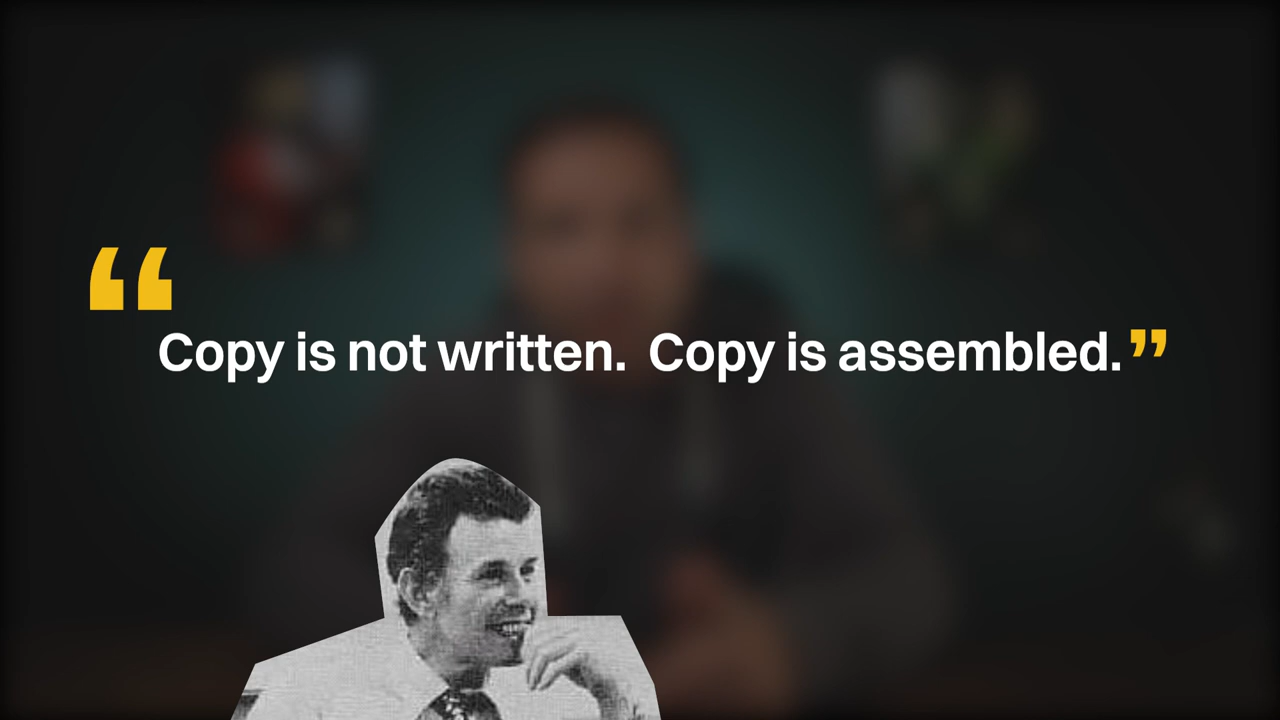 “Copy is not written.  Copy is assembled.”